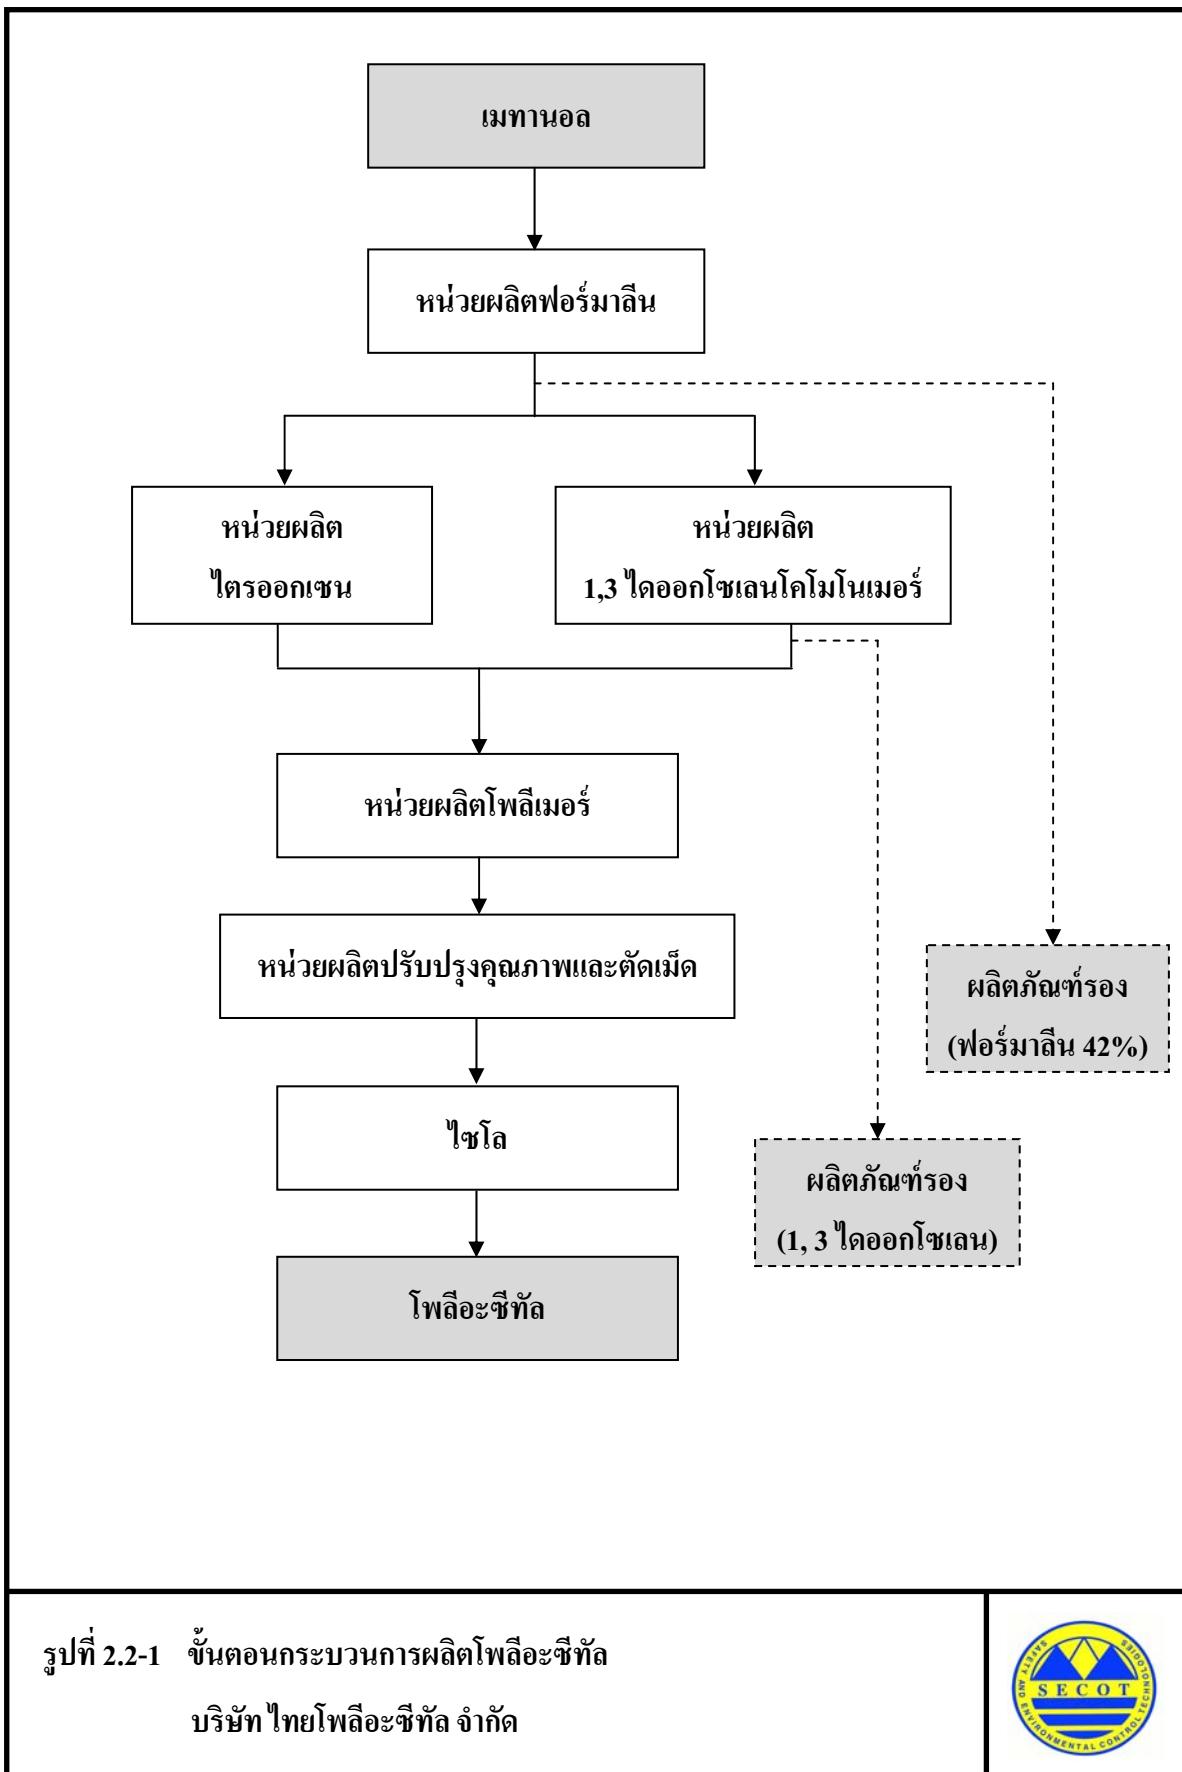 เมทานอล
หน่วยผลิตฟอร์มาลีน
หน่วยผลิต
ไตรออกเซน
หน่วยผลิต
1,3 ไดออกโซเลนโคโมโนเมอร์
หน่วยผลิตโพลีเมอร์
หน่วยผลิตปรับปรุงคุณภาพและตัดเม็ด
ผลิตภัณฑ์รอง
(ฟอร์มาลีน 42%)
ไซโล
ผลิตภัณฑ์รอง
(1, 3 ไดออกโซเลน)
โพลีอะซีทัล
รูปที่ 2.2-1 ขั้นตอนกระบวนการผลิตโพลีอะซีทัล
บริษัท ไทยโพลีอะซีทัล จำกัด
SECOT
SAFETY AND ENVIRONMENTAL CONTROL TECHNOLOGIES